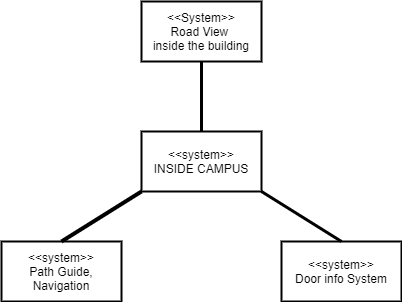 <<System>>
Road View
inside the building
<<system>>
INSIDE CAMPUS
<<system>>
Path Guide,
Navigation
<<system>>
Door info System